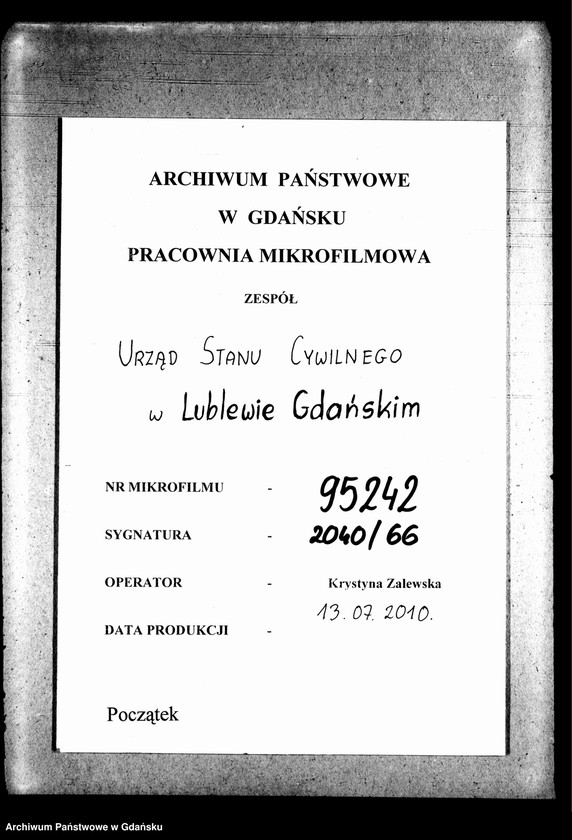 ARCHIWUM PAŃSTWOWE
W GDAŃSKU
PRACOWNIA MIKROFILMOWA
ZESPÓŁ
URZĄD STANU CYWILNEGO
w Lublewie Gdańskim
NR MIKROFILMU - 95242
SYGNATURA - 2040/66
OPERATOR - Krystyna Zalewska
DATA PRODUKCJI - 13.07.2010.
Początek
Archiwum Państwowe w Gdańsku